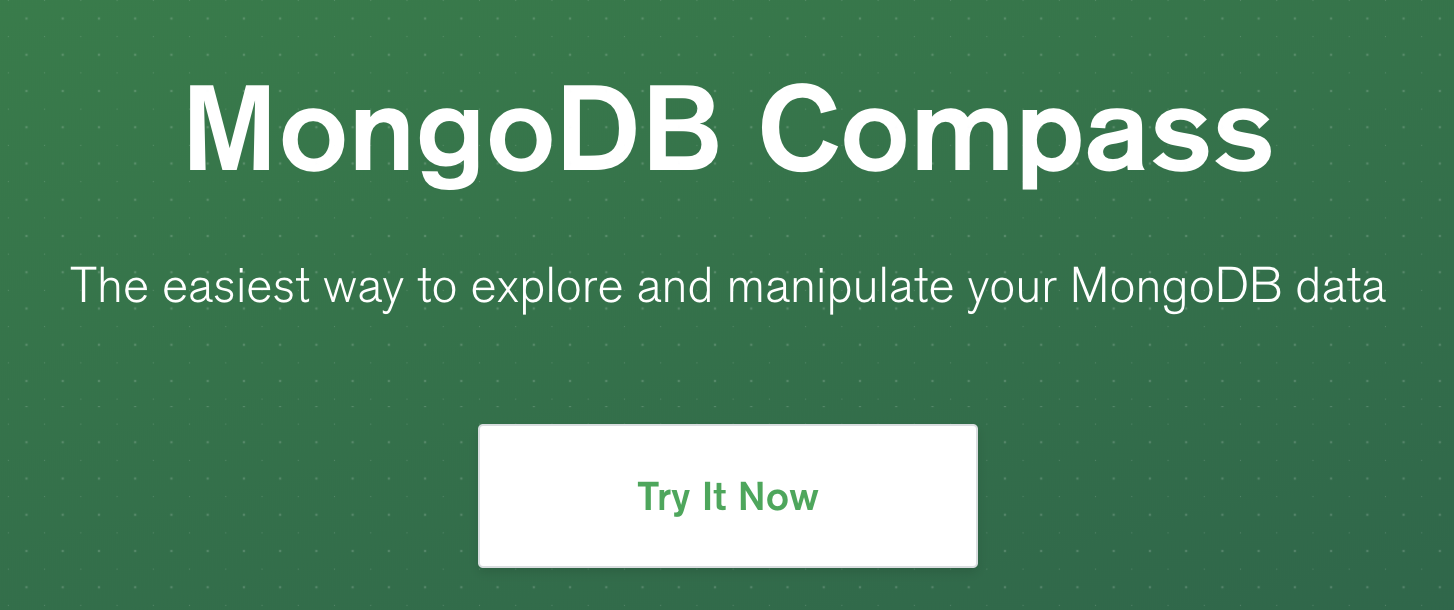 MongoDB Compass
The easiest way to explore and manipulate your MongoDB data
Try It Now